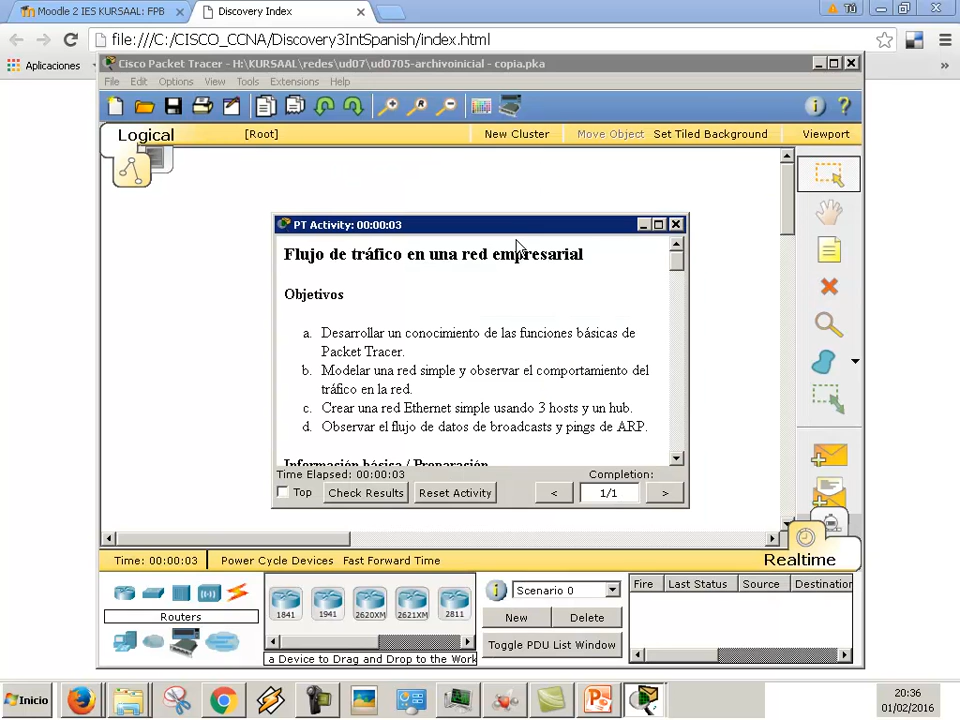 Moodle 2 IES KURSAAL: FPB
Discovery Index
Tú
file:///C:/CISCO_CCNA/Discovery3IntSpanish/index.html
Aplicaciones
»
Cisco Packet Tracer - H:\KURSAAL\redes\ud07\ud0705-archivoinicial - copia.pka
File Edit Options View Tools Extensions Help
Logical [Root] New Cluster Move Object Set Tiled Background Viewport
PT Activity: 00:00:03
Flujo de tráfico en una red empresarial
Objetivos
a. Desarrollar un conocimiento de las funciones básicas de
Packet Tracer.
b. Modelar una red simple y observar el comportamiento del
tráfico en la red.
c. Crear una red Ethernet simple usando 3 hosts y un hub.
d. Observar el flujo de datos de broadcasts y pings de ARP.
Información básica / Preparación
Time Elapsed: 00:00:03 Completion:
Top Check Results Reset Activity < 1/1 >
Time: 00:00:03 Power Cycle Devices Fast Forward Time Realtime
Routers
1841 1941 2620XM 2621XM 2811
a Device to Drag and Drop to the Work
Scenario 0
New Delete
Toggle PDU List Window
Fire Last Status Source Destination
Inicio
20:36
01/02/2016